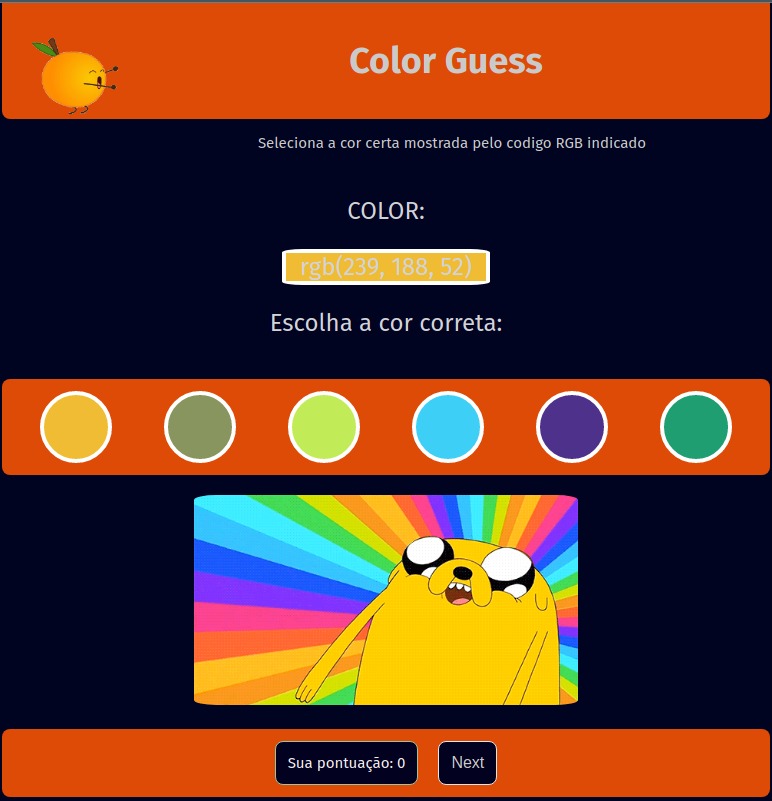 Color Guess
Seleciona a cor certa mostrada pelo codigo RGB indicado
COLOR:
rgb(239, 188, 52)
Escolha a cor correta:
Sua pontuação: 0
Next